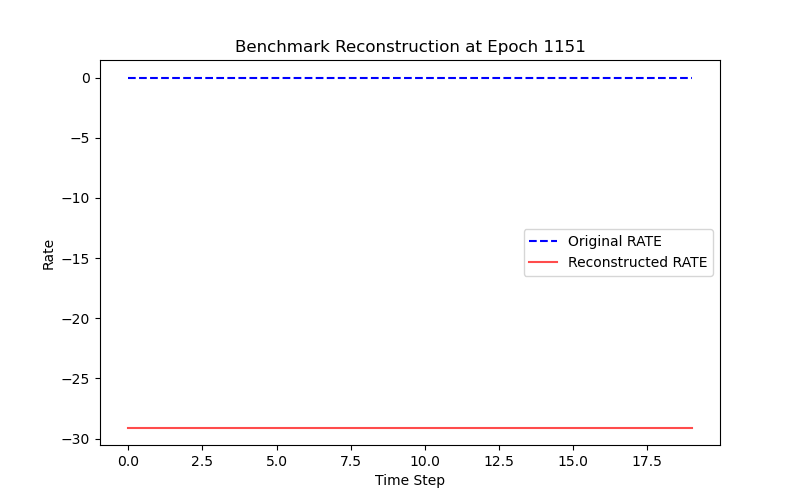 Benchmark Reconstruction at Epoch 1151
0
−5
−10
−15
−20
−25
−30
Rate
Original RATE
Reconstructed RATE
0.0 2.5 5.0 7.5 10.0 12.5 15.0 17.5
Time Step